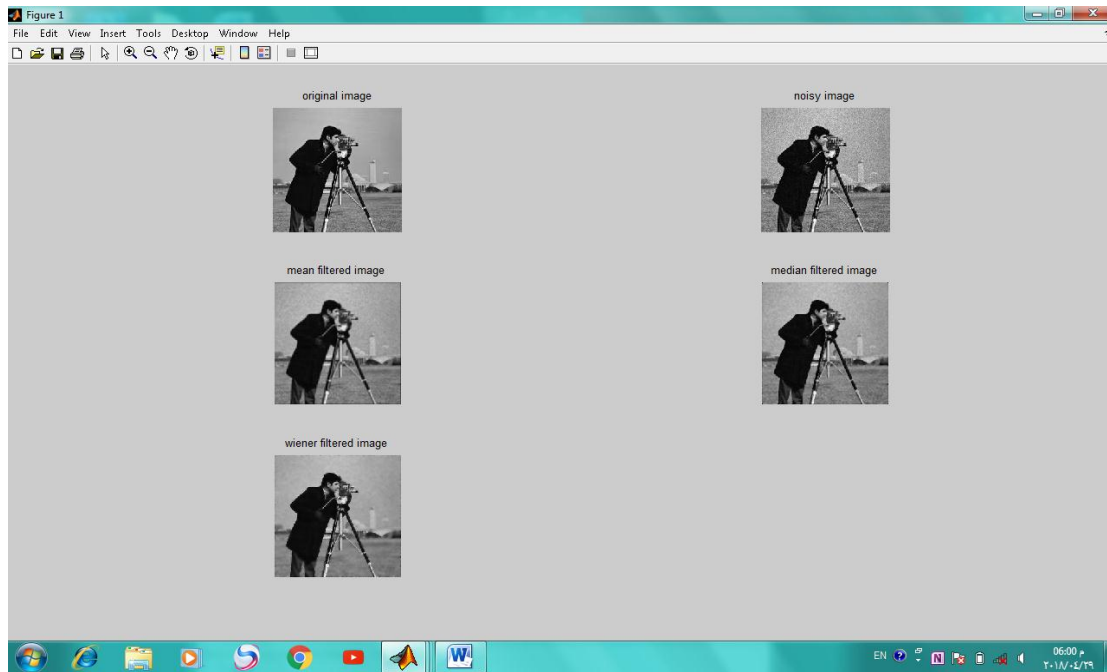 Figure 1
File Edit View Insert Tools Desktop Window Help
original image
noisy image
mean filtered image
median filtered image
wiener filtered image
EN
06:00 م
٢٠١٨/٠٤/٢٩